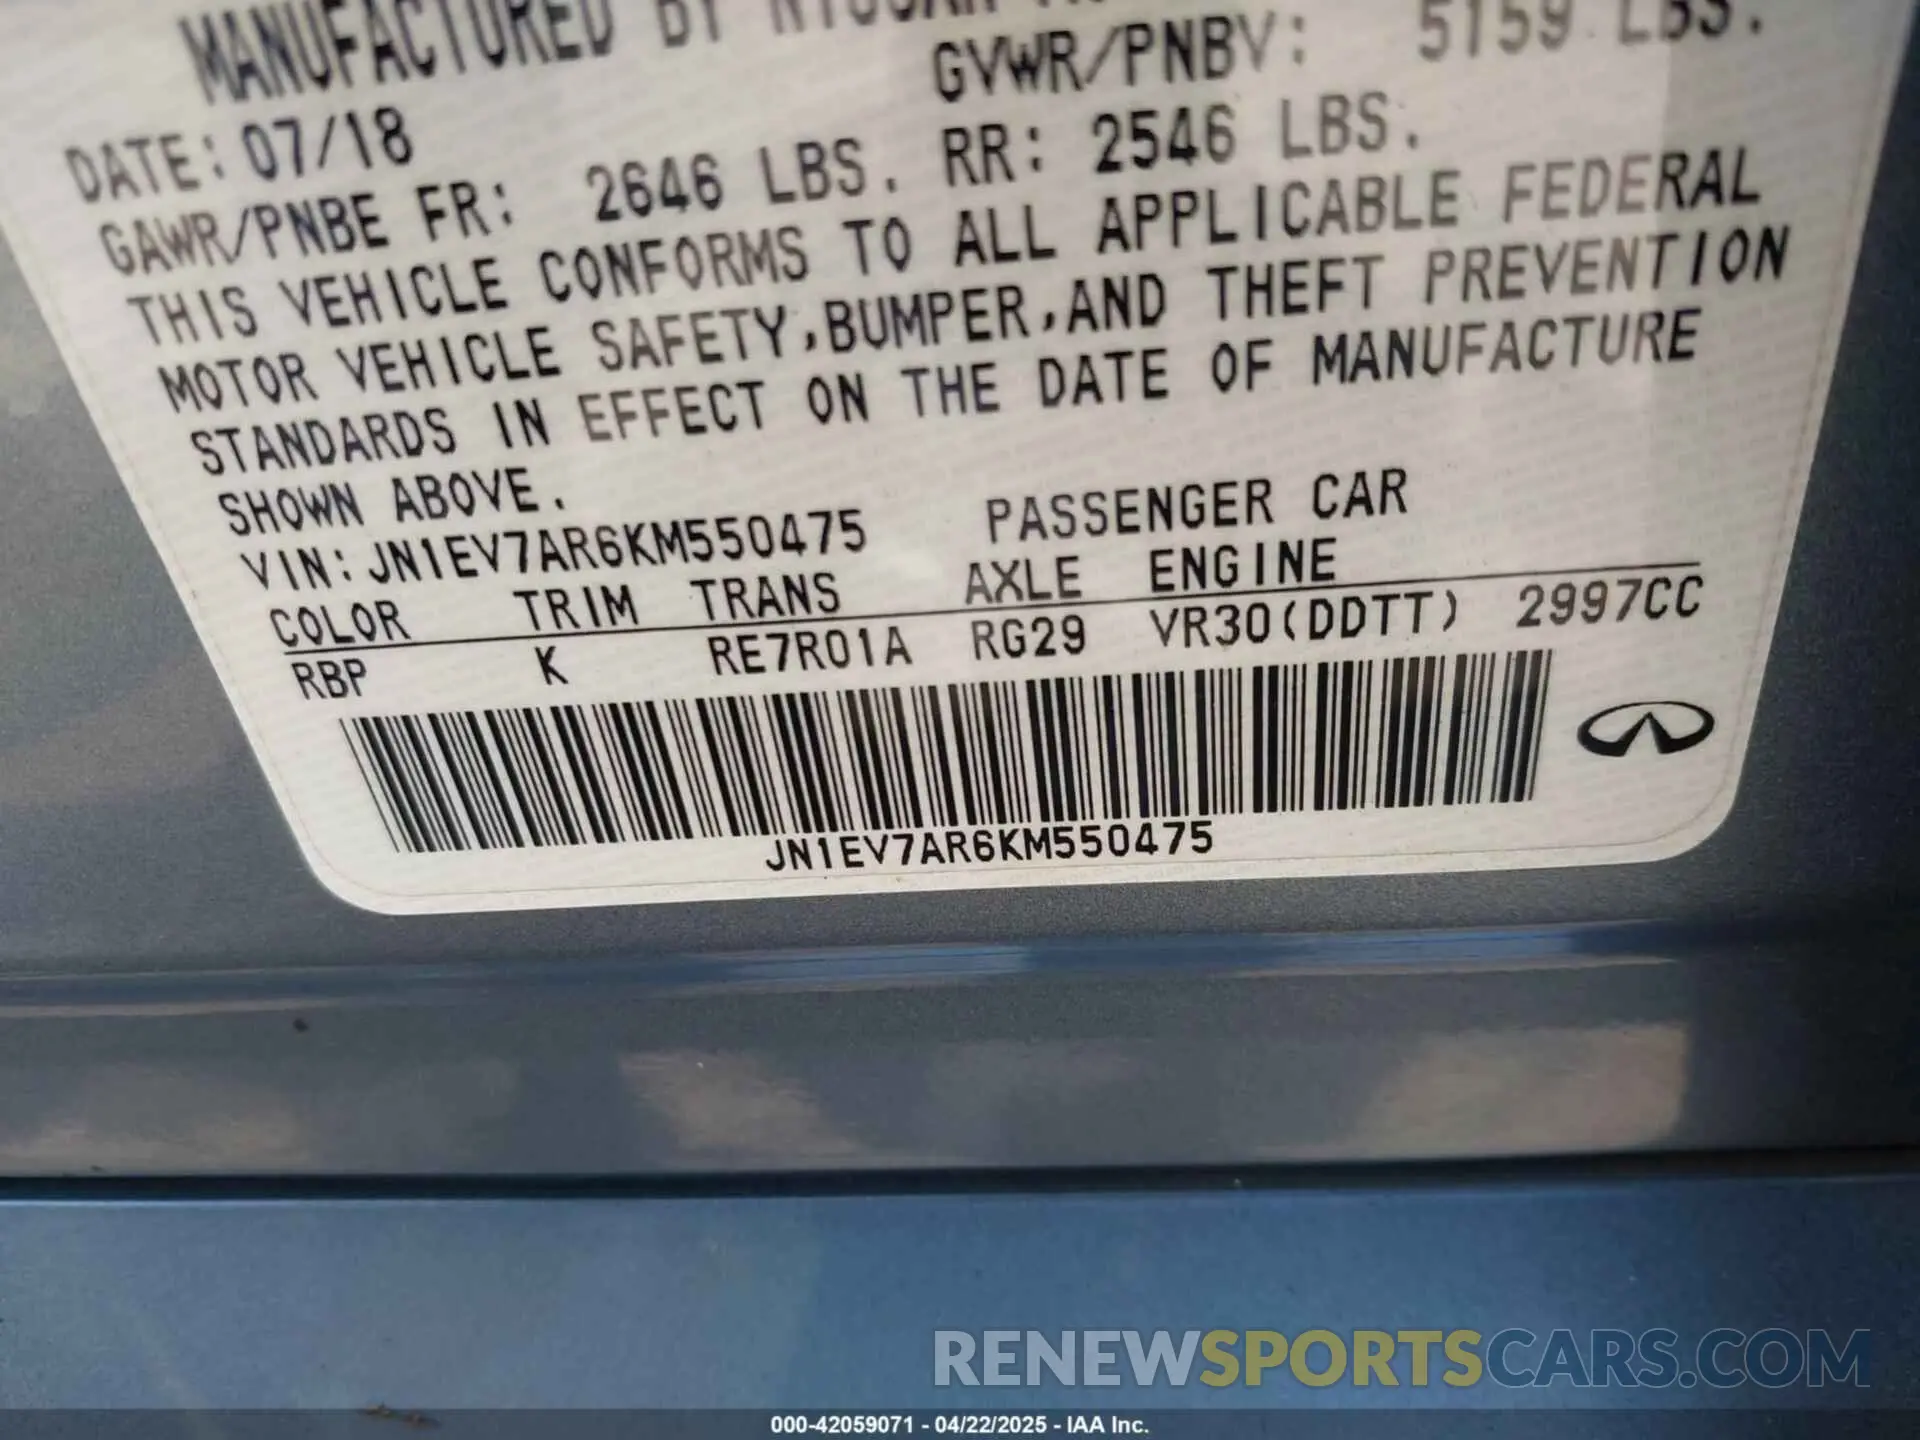 MANUFACTURED BY NISSAN
GVWR/PNBV: 5159 LBS.
DATE: 07/18
GAWR/PNBE FR: 2646 LBS. RR: 2546 LBS.
THIS VEHICLE CONFORMS TO ALL APPLICABLE FEDERAL
MOTOR VEHICLE SAFETY,BUMPER,AND THEFT PREVENTION
STANDARDS IN EFFECT ON THE DATE OF MANUFACTURE
SHOWN ABOVE.
VIN: JN1EV7AR6KM550475 PASSENGER CAR
COLOR TRIM TRANS AXLE ENGINE
RBP K RE7R01A RG29 VR30(DDTT) 2997CC
JN1EV7AR6KM550475
RENEWSPORTSCARS.COM
000-42059071 - 04/22/2025 - IAA Inc.